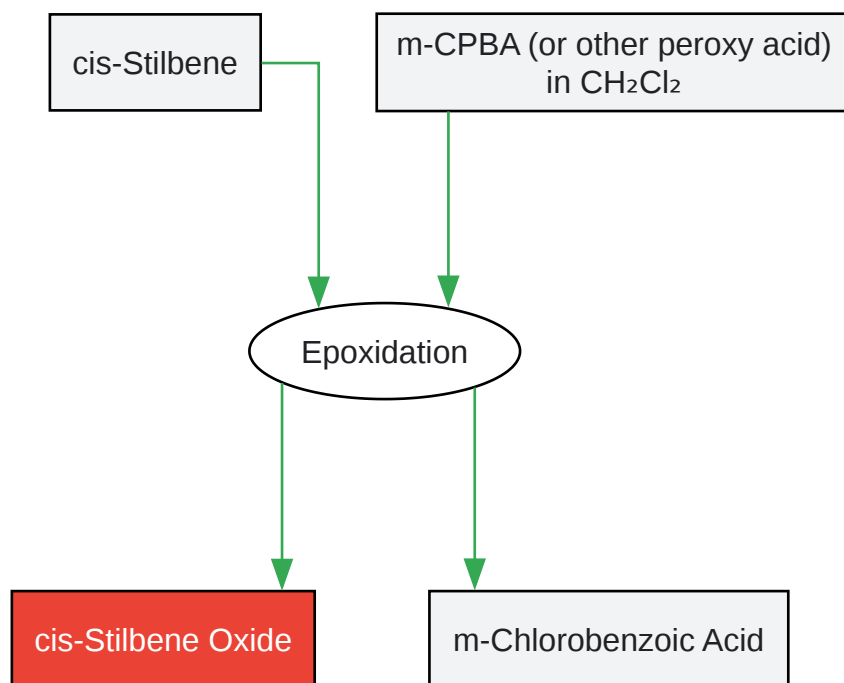 cis-Stilbene
m-CPBA (or other peroxy acid)
in CH₂Cl₂
Epoxidation
cis-Stilbene Oxide
m-Chlorobenzoic Acid